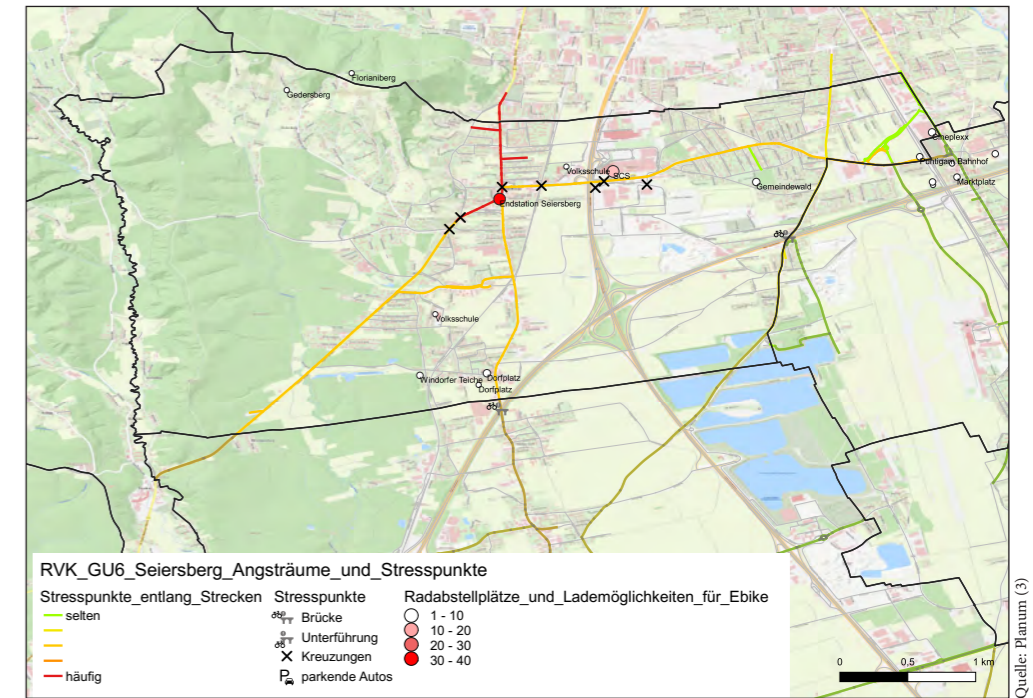 Florianiberg
Gedersberg
Cineplexx
Volksschule
Puntigam Bahnhof
SCS
Gemeindewald
Marktplatz
Endstation Seiersberg
Volksschule
Windorfer Teiche
Dorfplatz
Dorfplatz
RVK_GU6_Seiersberg_Angsträume_und_Stresspunkte
Stresspunkte_entlang_Strecken
selten
häufig
Stresspunkte
Brücke
Unterführung
Kreuzungen
parkende Autos
Radabstellplätze_und_Lademöglichkeiten_für_Ebike
1 - 10
10 - 20
20 - 30
30 - 40
0 0,5 1 km
Quelle: Planum (3)